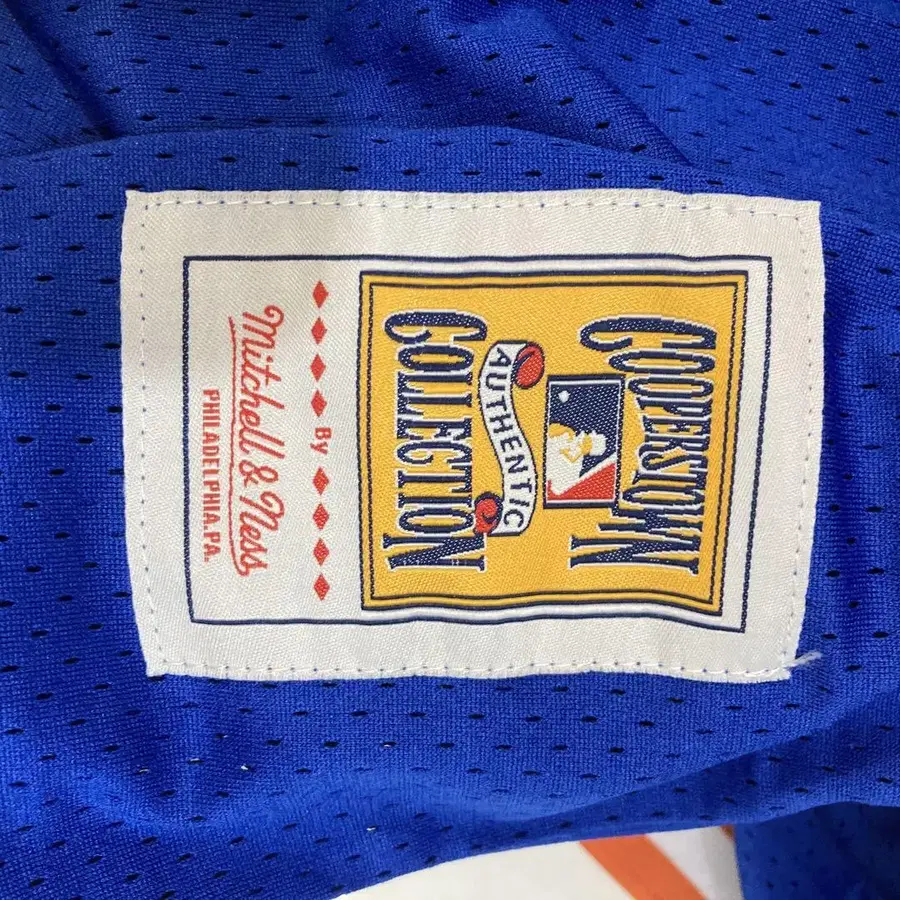 COOPERSTOWN
AUTHENTIC
COLLECTION
By
Mitchell & Ness
PHILADELPHIA, PA.